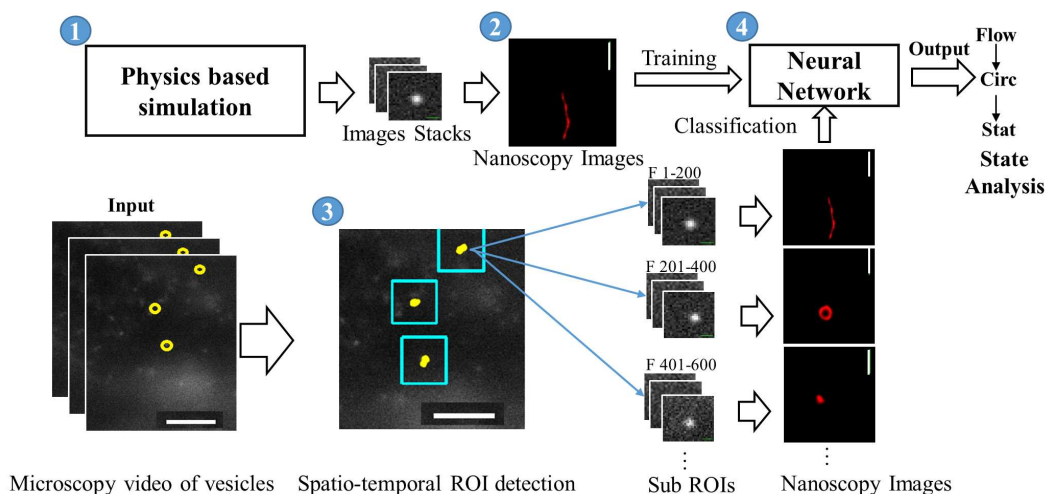 1
Physics based
simulation
Images Stacks
2
Nanoscopy Images
Training
4
Neural
Network
Classification
Output
Flow
Circ
Stat
State
Analysis
Input
3
F 1-200
F 201-400
F 401-600
Microscopy video of vesicles
Spatio-temporal ROI detection
Sub ROIs
Nanoscopy Images